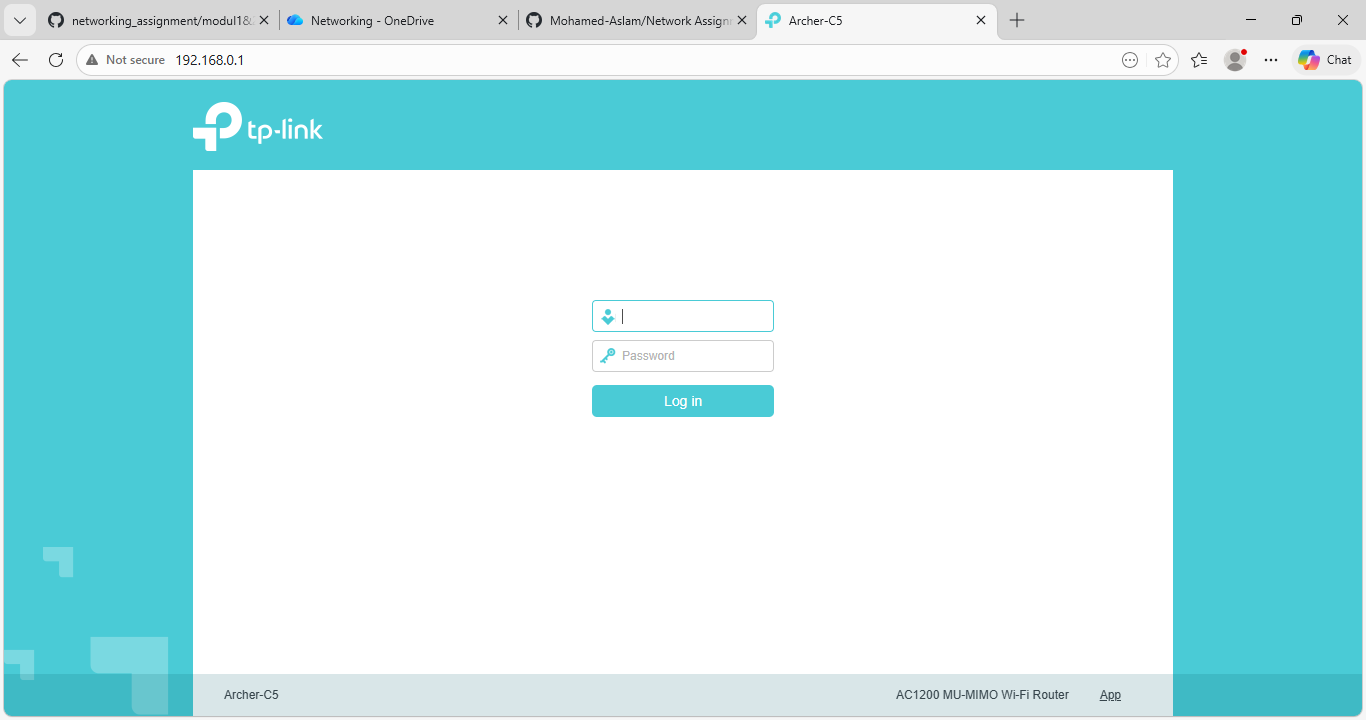 networking_assignment/modul1&
Networking - OneDrive
Mohamed-Aslam/Network Assignm
Archer-C5
Not secure
192.168.0.1
Chat
tp-link
Password
Log in
Archer-C5
AC1200 MU-MIMO Wi-Fi Router
App